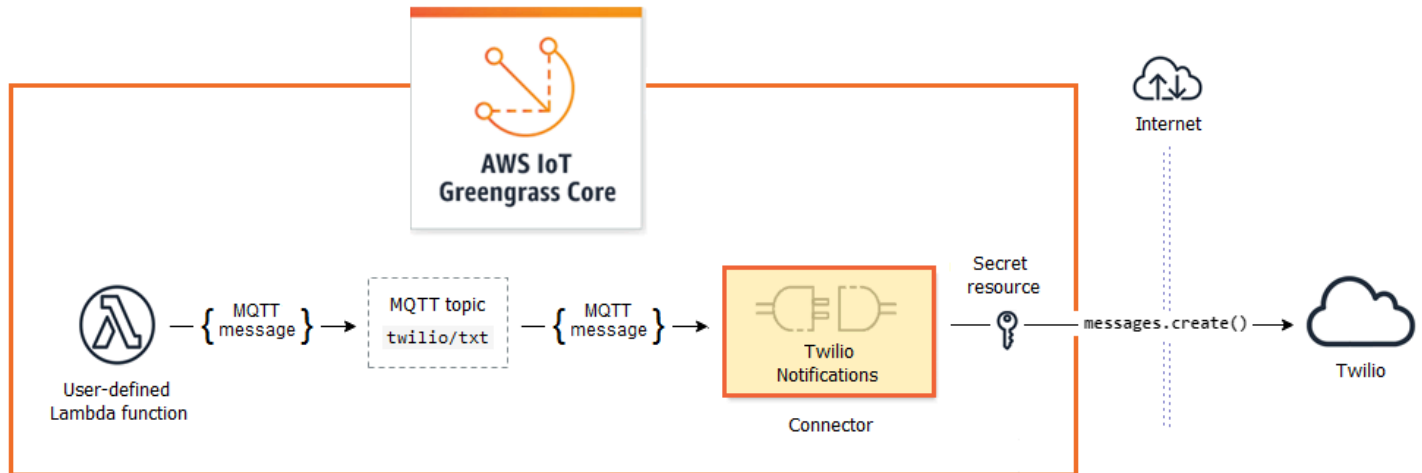 AWS IoT
Greengrass Core
Internet
User-defined
Lambda function
{ MQTT
message }
MQTT topic
twilio/txt
{ MQTT
message }
Twilio
Notifications
Connector
Secret
resource
messages.create()
Twilio